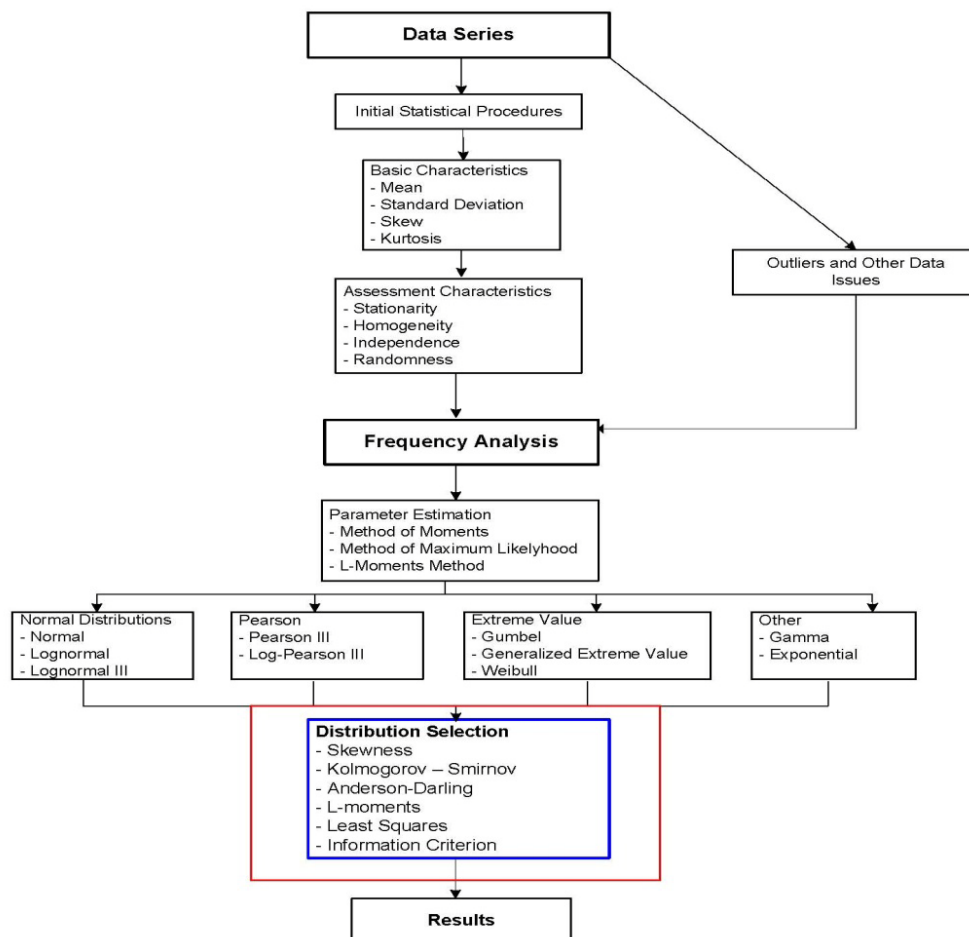 Data Series
Initial Statistical Procedures
Basic Characteristics
- Mean
- Standard Deviation
- Skew
- Kurtosis
Outliers and Other Data
Issues
Assessment Characteristics
- Stationarity
- Homogeneity
- Independence
- Randomness
Frequency Analysis
Parameter Estimation
- Method of Moments
- Method of Maximum Likelyhood
- L-Moments Method
Normal Distributions
- Normal
- Lognormal
- Lognormal III
Pearson
- Pearson III
- Log-Pearson III
Extreme Value
- Gumbel
- Generalized Extreme Value
- Weibull
Other
- Gamma
- Exponential
Distribution Selection
- Skewness
- Kolmogorov – Smirnov
- Anderson-Darling
- L-moments
- Least Squares
- Information Criterion
Results